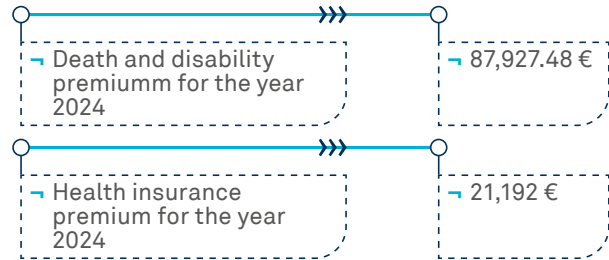 ¬ Death and disability
premiumm for the year
2024
¬ 87,927.48 €
¬ Health insurance
premium for the year
2024
¬ 21,192 €